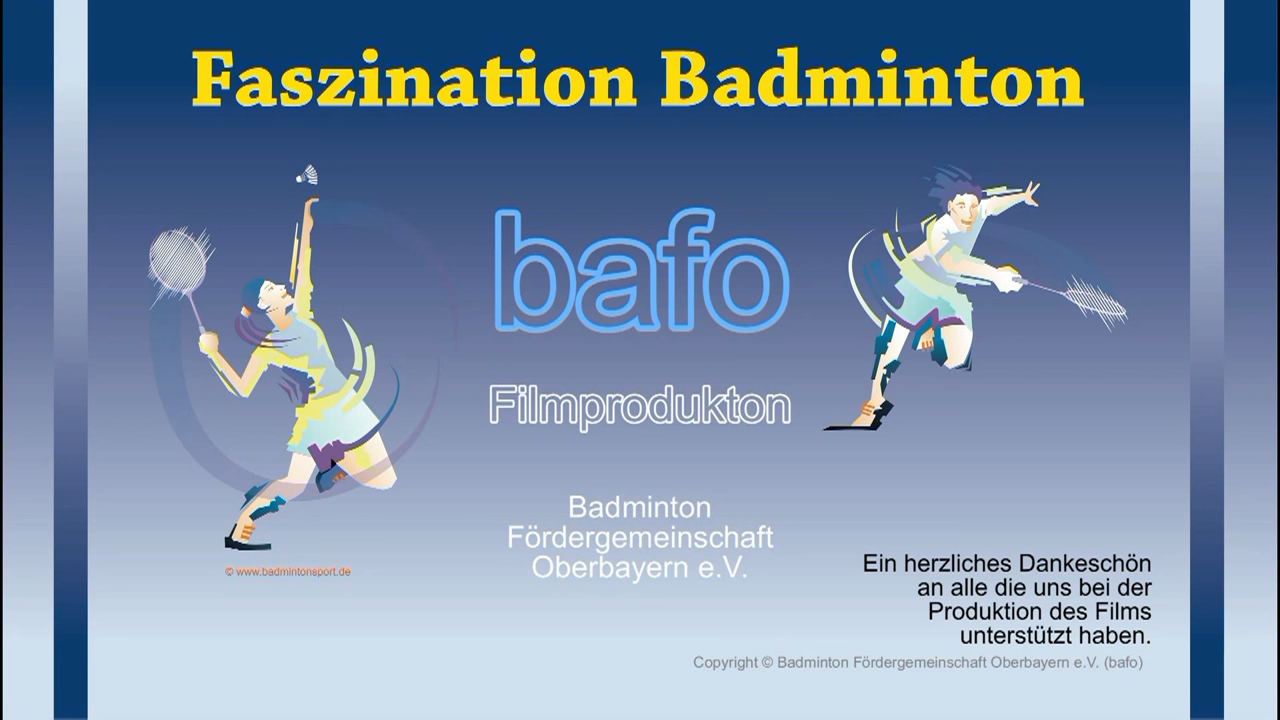 Faszination Badminton
bafo
Filmprodukton
Badminton
Fördergemeinschaft
Oberbayern e.V.
© www.badmintonsport.de
Ein herzliches Dankeschön
an alle die uns bei der
Produktion des Films
unterstützt haben.
Copyright © Badminton Fördergemeinschaft Oberbayern e.V. (bafo)